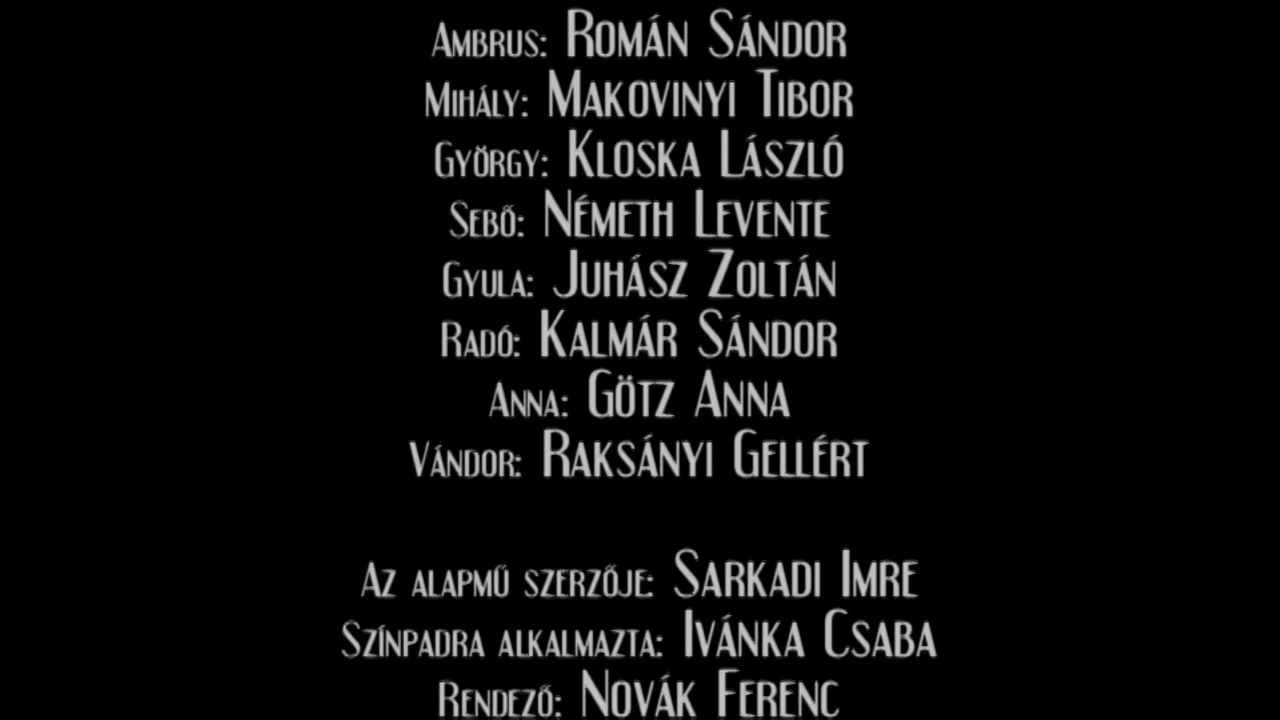 Ambrus: Román Sándor
Mihály: Makovinyi Tibor
György: Kloska László
Sebő: Németh Levente
Gyula: Juhász Zoltán
Radó: Kalmár Sándor
Anna: Götz Anna
Vándor: Raksányi Gellért
Az alapmű szerzője: Sarkadi Imre
Színpadra alkalmazta: Ivánka Csaba
Rendező: Novák Ferenc